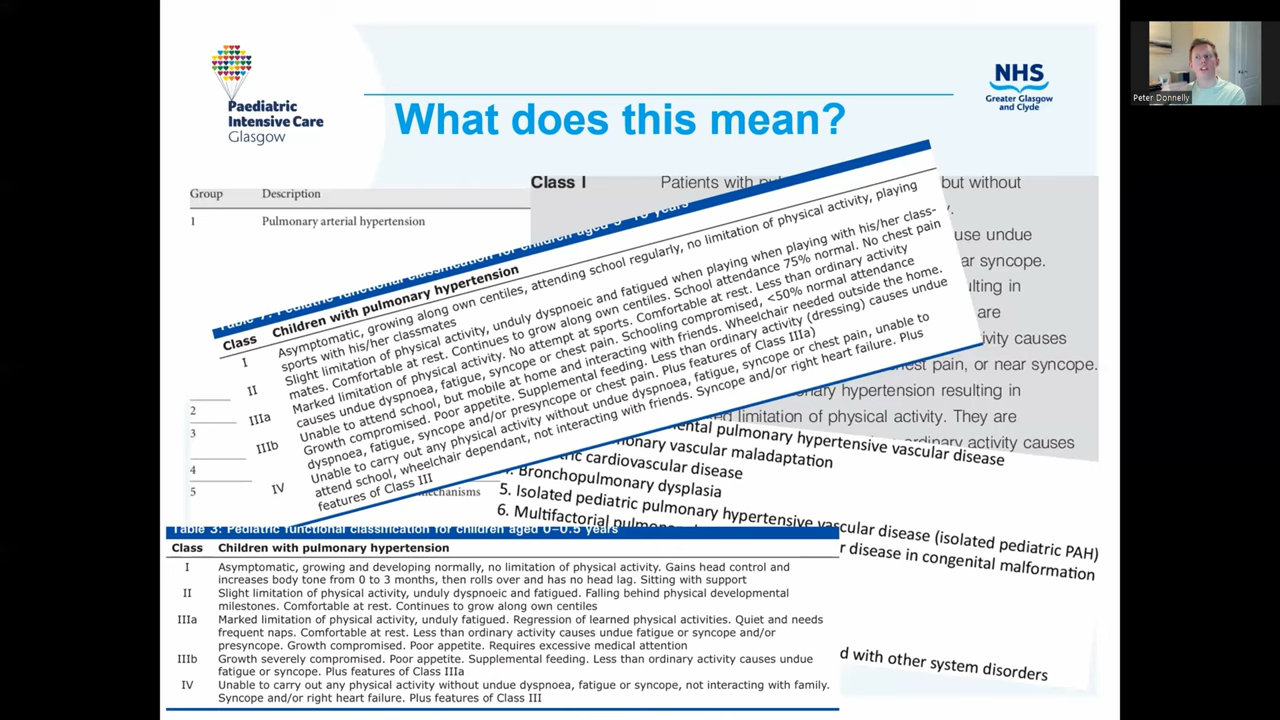 Paediatric
Intensive Care
Glasgow
NHS
Greater Glasgow
and Clyde
Peter Donnelly
What does this mean?
Group Description
1 Pulmonary arterial hypertension
2
3
4
5
mechanisms
Class I Patients with but without
use undue
ar syncope.
ulting in
are
ivity causes
est pain, or near syncope.
nary hypertension resulting in
limitation of physical activity. They are
ordinary activity causes
Class Children with pulmonary hypertension
I Asymptomatic, growing along own centiles, attending school regularly, no limitation of physical activity, playing
sports with his/her classmates
II Slight limitation of physical activity, unduly dyspnoeic and fatigued when playing when playing with his/her class-
mates. Comfortable at rest. Continues to grow along own centiles. School attendance 75% normal. No chest pain
IIIa Marked limitation of physical activity. No attempt at sports. Comfortable at rest. Less than ordinary activity
causes undue dyspnoea, fatigue, syncope or chest pain. Schooling compromised, <50% normal attendance
IIIb Unable to attend school, but mobile at home and interacting with friends. Wheelchair needed outside the home.
Growth compromised. Poor appetite. Supplemental feeding. Less than ordinary activity (dressing) causes undue
dyspnoea, fatigue, syncope and/or presyncope or chest pain. Plus features of Class IIIa)
IV Unable to carry out any physical activity without undue dyspnoea, fatigue, syncope or chest pain, unable to
attend school, wheelchair dependant, not interacting with friends. Syncope and/or right heart failure. Plus
features of Class III
ental pulmonary hypertensive vascular disease
monary vascular maladaptation
ric cardiovascular disease
Bronchopulmonary dysplasia
5. Isolated pediatric pulmonary hypertensive vascular disease (isolated pediatric PAH)
6. Multifactorial
r disease in congenital malformation
d with other system disorders
Table 3: Pediatric functional classification for children aged 0–0.5 years
Class Children with pulmonary hypertension
I Asymptomatic, growing and developing normally, no limitation of physical activity. Gains head control and
increases body tone from 0 to 3 months, then rolls over and has no head lag. Sitting with support
II Slight limitation of physical activity, unduly dyspnoeic and fatigued. Falling behind physical developmental
milestones. Comfortable at rest. Continues to grow along own centiles
IIIa Marked limitation of physical activity, unduly fatigued. Regression of learned physical activities. Quiet and needs
frequent naps. Comfortable at rest. Less than ordinary activity causes undue fatigue or syncope and/or
presyncope. Growth compromised. Poor appetite. Requires excessive medical attention
IIIb Growth severely compromised. Poor appetite. Supplemental feeding. Less than ordinary activity causes undue
fatigue or syncope. Plus features of Class IIIa
IV Unable to carry out any physical activity without undue dyspnoea, fatigue or syncope, not interacting with family.
Syncope and/or right heart failure. Plus features of Class III